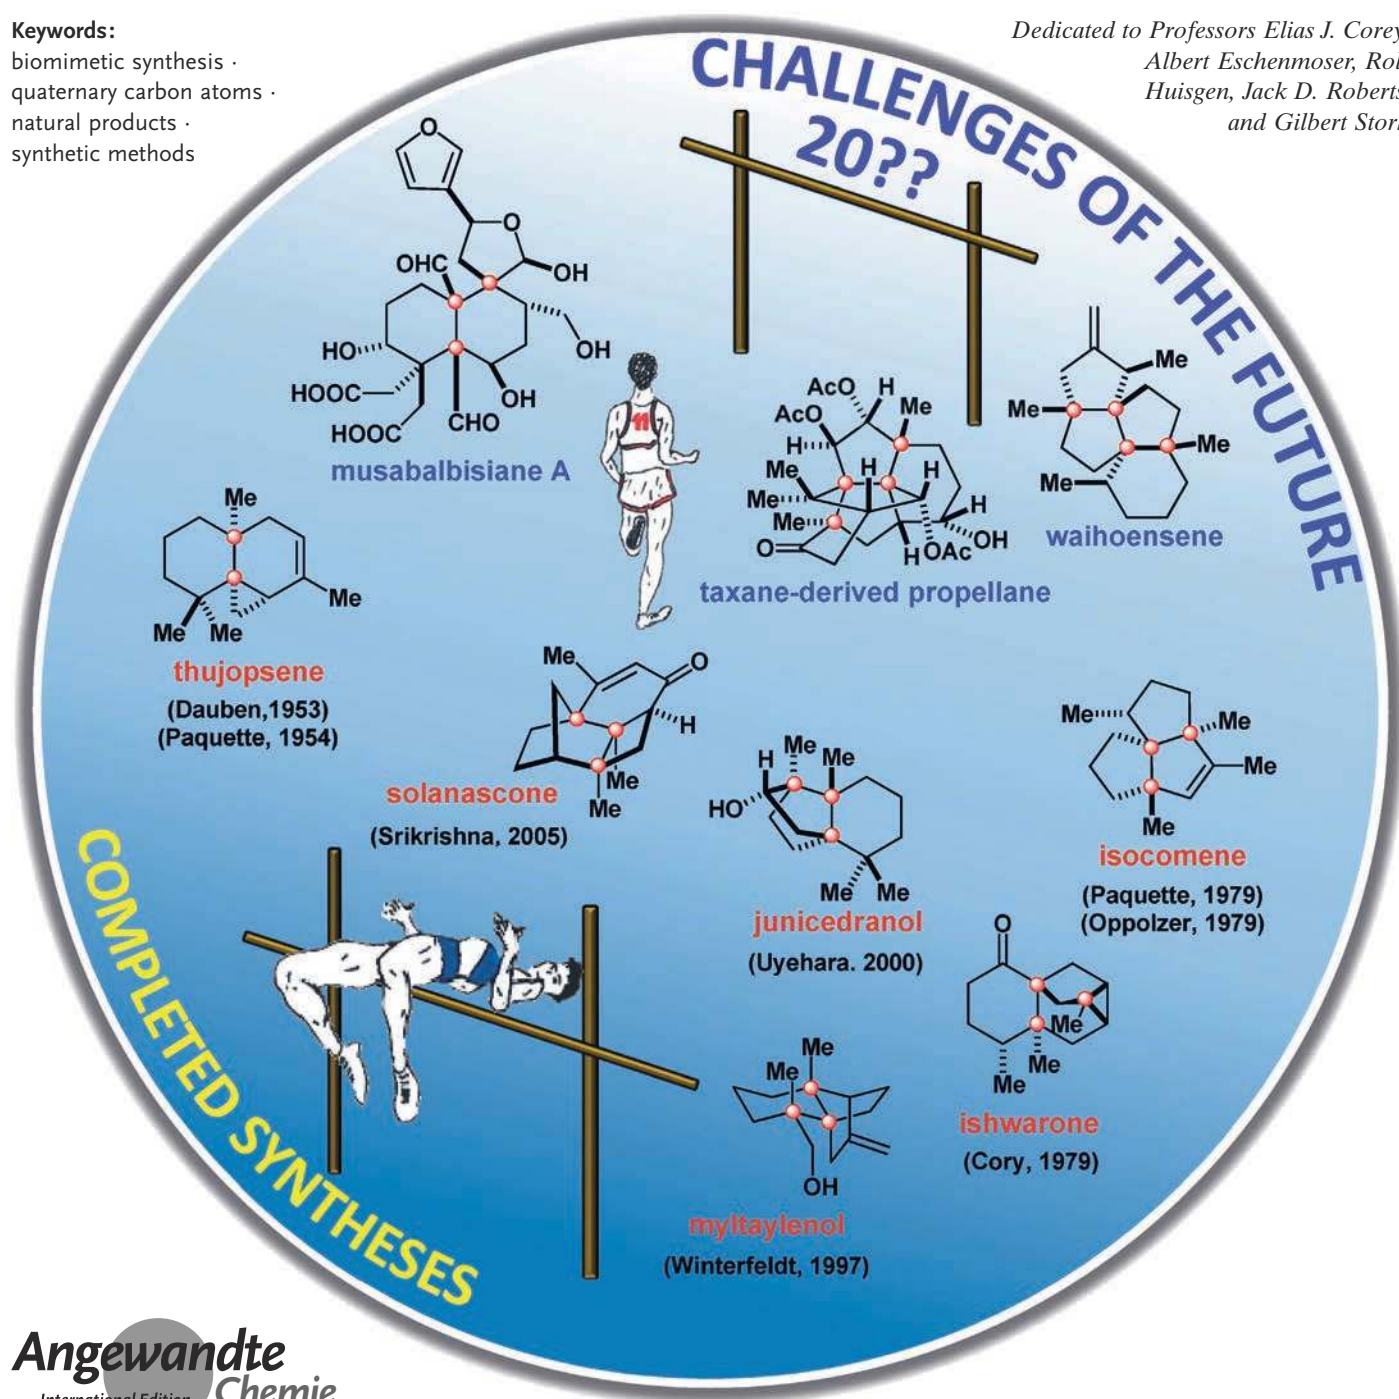 Keywords:
biomimetic synthesis ·
quaternary carbon atoms ·
natural products ·
synthetic methods
Dedicated to Professors Elias J. Corey
Albert Eschenmoser,
Huisgen, Jack D. Roberts
and Gilbert
CHALLENGES OF THE FUTURE
20??
O
O
OHC
OH
HO
OH
HOOC
OH
HOOC
CHO
musabalbisiane A
11
AcO
H
Me
AcO
H
Me
H
H
Me
Me
H
O
H
OAc
OH
taxane-derived propellane
Me
Me
Me
Me
waihoensene
Me
Me
Me
Me
thujopsene
(Dauben,1953)
(Paquette, 1954)
Me
O
H
Me
Me
solanascone
(Srikrishna, 2005)
H
Me
Me
HO
Me
Me
junicedranol
(Uyehara. 2000)
Me
Me
Me
Me
isocomene
(Paquette, 1979)
(Oppolzer, 1979)
O
Me
Me
Me
ishwarone
(Cory, 1979)
Me
Me
OH
myltaylenol
(Winterfeldt, 1997)
COMPLETED SYNTHESES
Angewandte
International Edition
Chemie